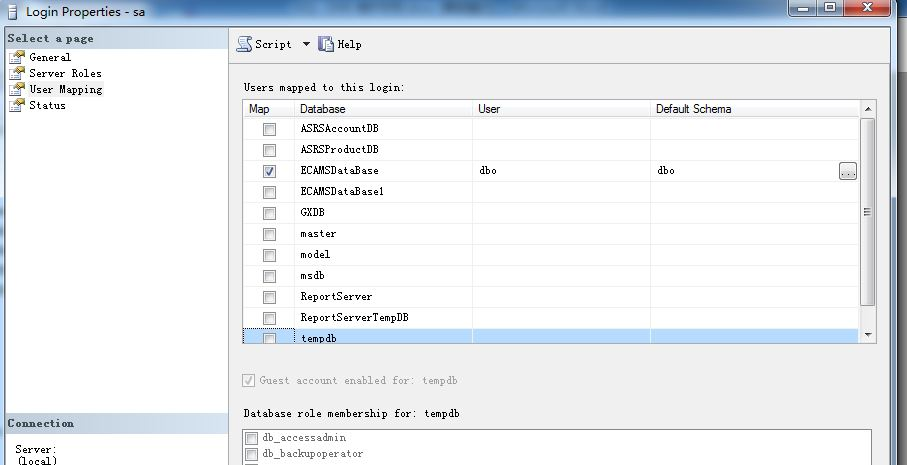 Login Properties - sa
Select a page
General
Server Roles
User Mapping
Status
Script Help
Users mapped to this login:
Map Database User Default Schema
ASRSAccountDB
ASRSProductDB
ECAMSDataBase dbo dbo ...
ECAMSDataBase1
GXDB
master
model
msdb
ReportServer
ReportServerTempDB
tempdb
Guest account enabled for: tempdb
Database role membership for: tempdb
db_accessadmin
db_backupoperator
Connection
Server:
(local)